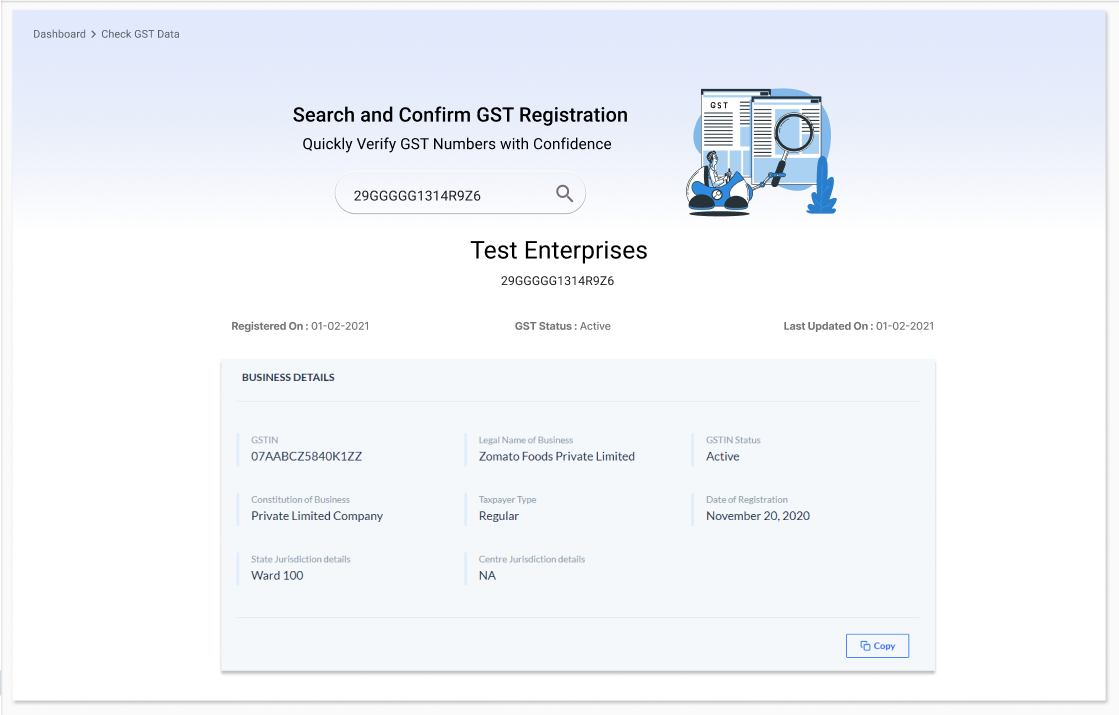 Dashboard > Check GST Data
Search and Confirm GST Registration
Quickly Verify GST Numbers with Confidence
29GGGGG1314R9Z6
GST
Test Enterprises
29GGGGG1314R9Z6
Registered On : 01-02-2021 GST Status : Active Last Updated On : 01-02-2021
BUSINESS DETAILS
GSTIN Legal Name of Business GSTIN Status
07AABCZ5840K1ZZ Zomato Foods Private Limited Active
Constitution of Business Taxpayer Type Date of Registration
Private Limited Company Regular November 20, 2020
State Jurisdiction details Centre Jurisdiction details
Ward 100 NA
Copy